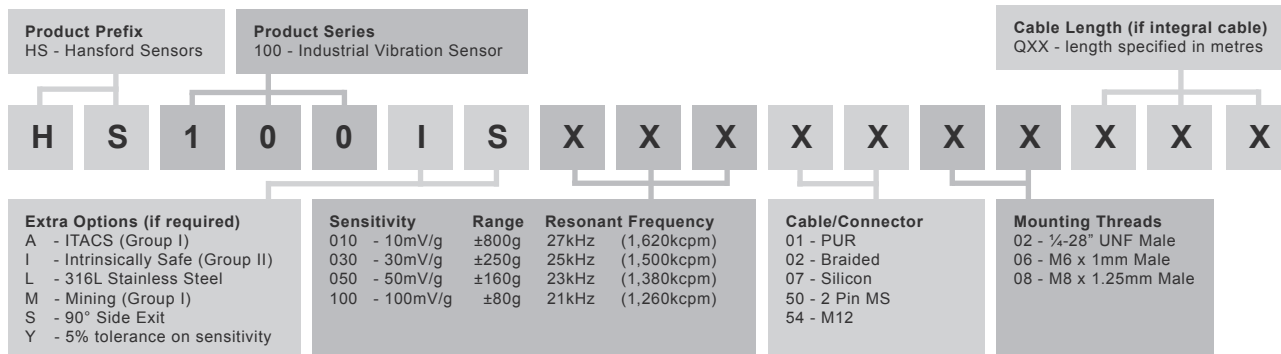 Product Prefix
HS - Hansford Sensors
Product Series
100 - Industrial Vibration Sensor
Cable Length (if integral cable)
QXX - length specified in metres
H S 1 0 0 I S X X X X X X X X X X
Extra Options (if required)
A - ITACS (Group I)
I - Intrinsically Safe (Group II)
L - 316L Stainless Steel
M - Mining (Group I)
S - 90° Side Exit
Y - 5% tolerance on sensitivity
Sensitivity Range Resonant Frequency
010 - 10mV/g ±800g 27kHz (1,620kcpm)
030 - 30mV/g ±250g 25kHz (1,500kcpm)
050 - 50mV/g ±160g 23kHz (1,380kcpm)
100 - 100mV/g ±80g 21kHz (1,260kcpm)
Cable/Connector
01 - PUR
02 - Braided
07 - Silicon
50 - 2 Pin MS
54 - M12
Mounting Threads
02 - ¼-28” UNF Male
06 - M6 x 1mm Male
08 - M8 x 1.25mm Male